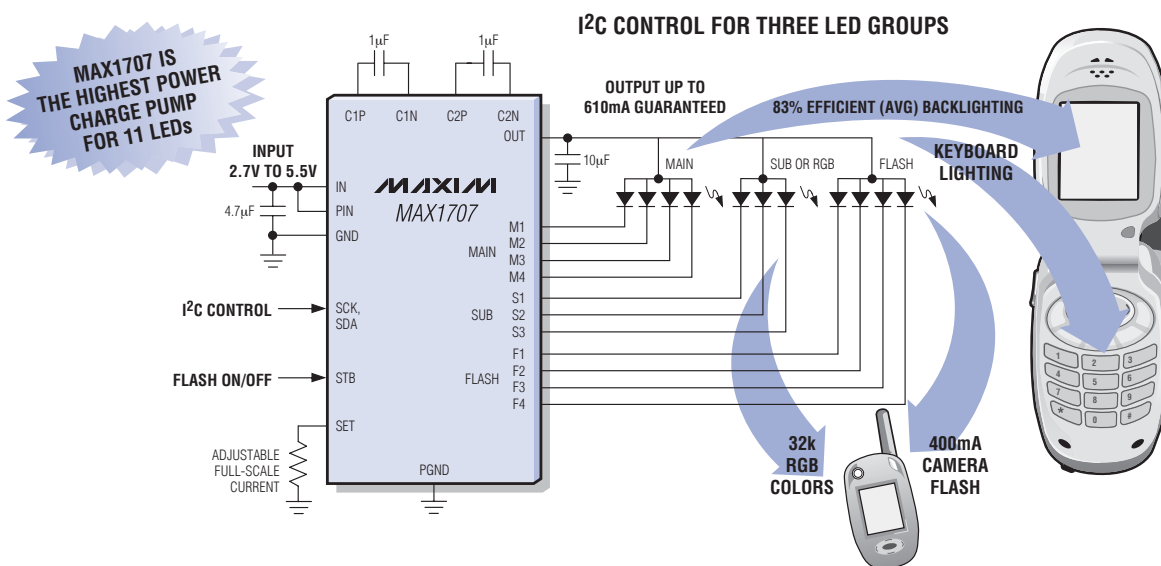 I²C CONTROL FOR THREE LED GROUPS
MAX1707 IS
THE HIGHEST POWER
CHARGE PUMP
FOR 11 LEDs
1µF
1µF
C1P
C1N
C2P
C2N
OUT
OUTPUT UP TO
610mA GUARANTEED
83% EFFICIENT (AVG) BACKLIGHTING
KEYBOARD
LIGHTING
10µF
MAIN
SUB OR RGB
FLASH
INPUT
2.7V TO 5.5V
4.7µF
IN
PIN
GND
MAXIM
MAX1707
MAIN
M1
M2
M3
M4
I²C CONTROL
SCK,
SDA
SUB
S1
S2
S3
FLASH ON/OFF
STB
FLASH
F1
F2
F3
F4
SET
ADJUSTABLE
FULL-SCALE
CURRENT
PGND
32k
RGB
COLORS
400mA
CAMERA
FLASH
1 2 3
4 5 6
7 8 9
* 0 #